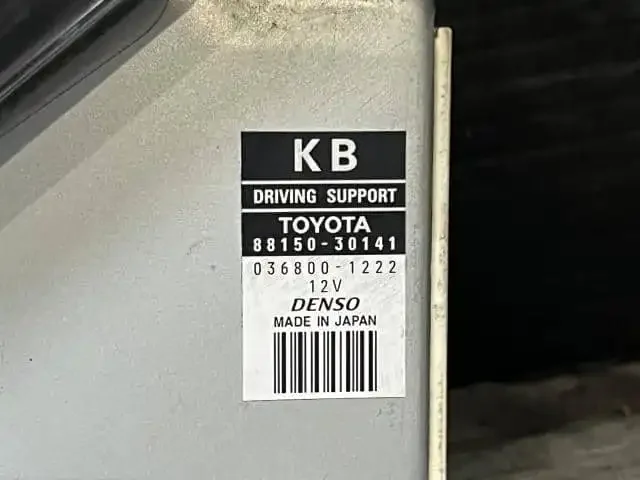 KB
DRIVING SUPPORT
TOYOTA
88150-30141
036800-1222
12V
DENSO
MADE IN JAPAN